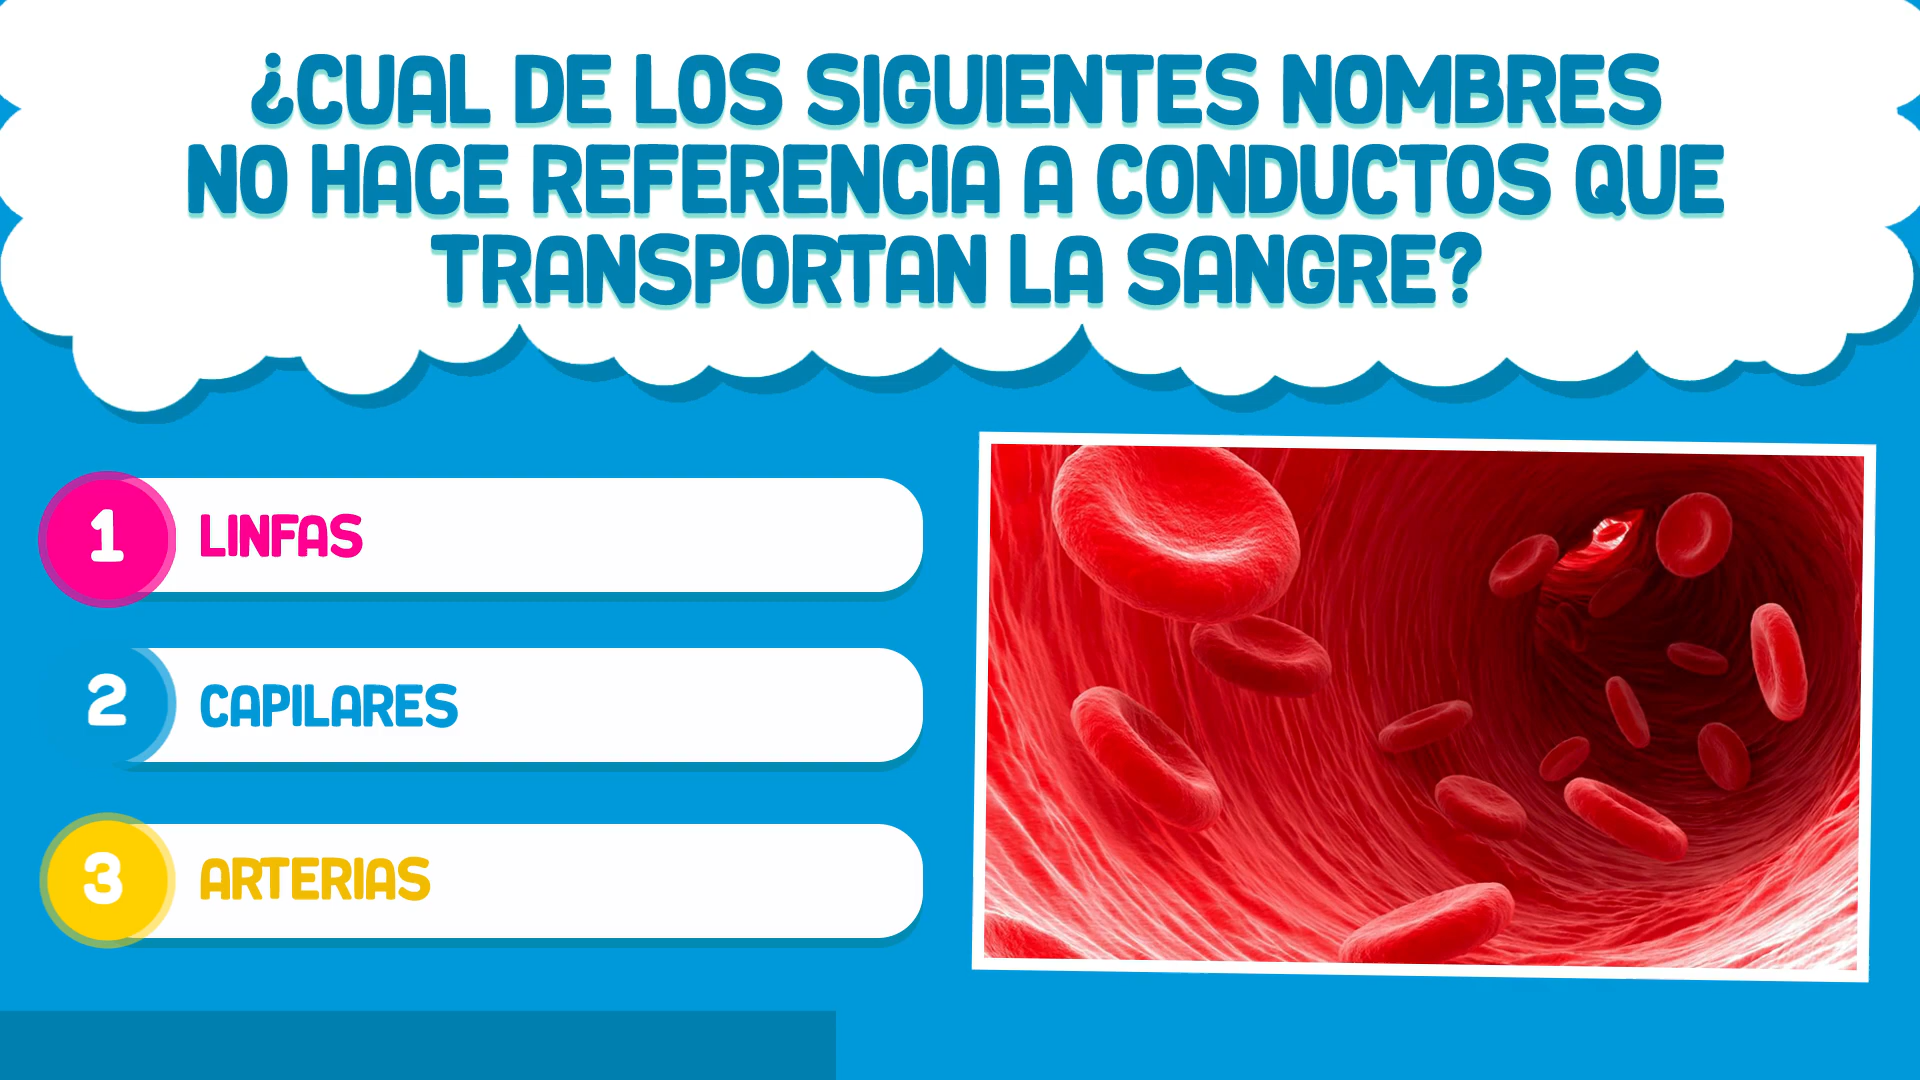 ¿CUAL DE LOS SIGUIENTES NOMBRES
NO HACE REFERENCIA A CONDUCTOS QUE
TRANSPORTAN LA SANGRE?
1 LINFAS
2 CAPILARES
3 ARTERIAS